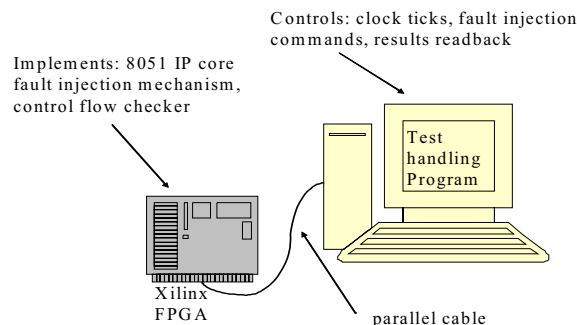 Controls: clock ticks, fault injection
commands, results readback
Implements: 8051 IP core
fault injection mechanism,
control flow checker
Test
handling
Program
Xilinx
FPGA
parallel cable